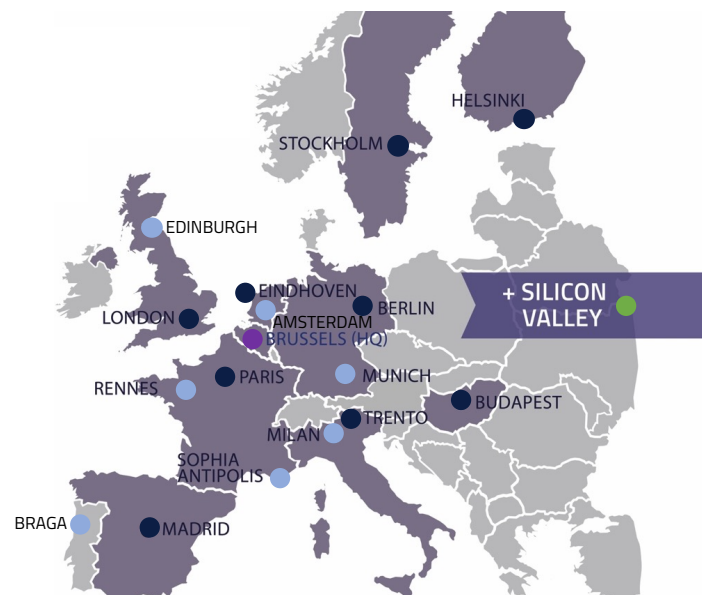 HELSINKI
STOCKHOLM
EDINBURGH
EINDHOVEN
+ SILICON
VALLEY
LONDON
BERLIN
AMSTERDAM
BRUSSELS (HQ)
PARIS
MUNICH
RENNES
BUDAPEST
TRENTO
MILAN
SOPHIA
ANTIPOLIS
BRAGA
MADRID